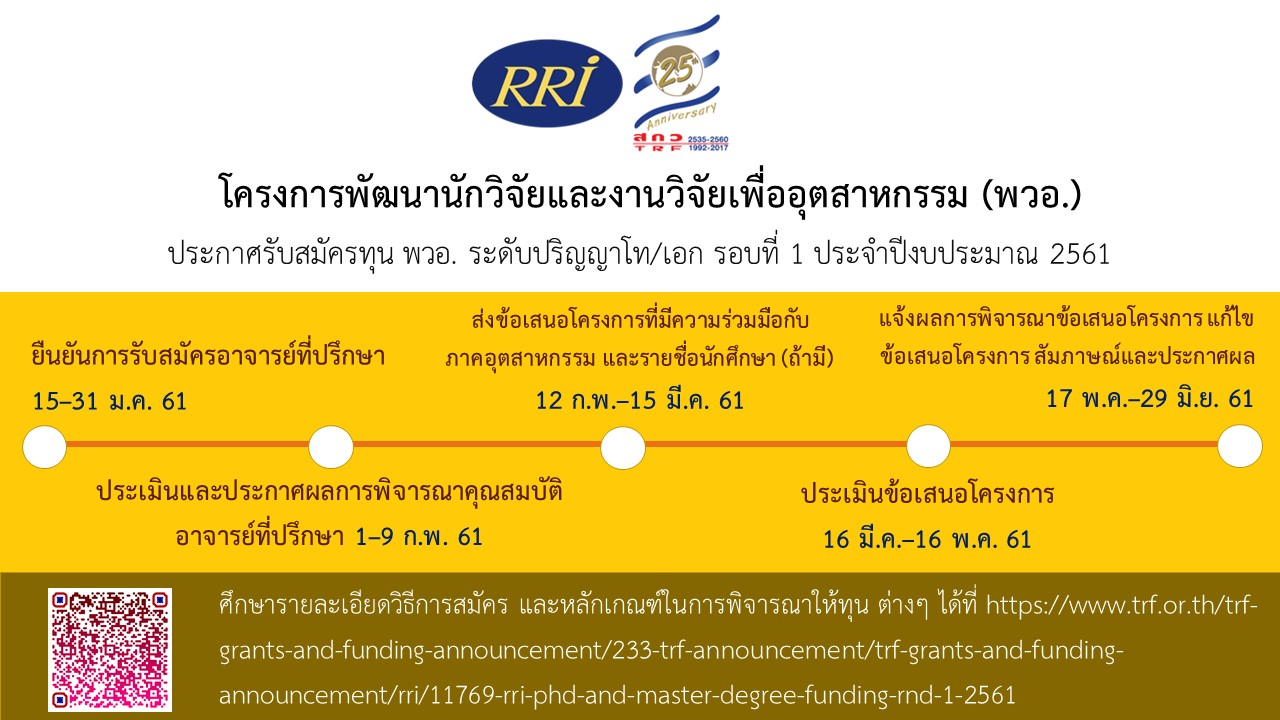 RRi
25th
Anniversary
สกว 2535-2560
TRF 1992-2017
โครงการพัฒนานักวิจัยและงานวิจัยเพื่ออุตสาหกรรม (พวอ.)
ประกาศรับสมัครทุน พวอ. ระดับปริญญาโท/เอก รอบที่ 1 ประจำปีงบประมาณ 2561
ยืนยันการรับสมัครอาจารย์ที่ปรึกษา
15–31 ม.ค. 61
ส่งข้อเสนอโครงการที่มีความร่วมมือกับ
ภาคอุตสาหกรรม และรายชื่อนักศึกษา (ถ้ามี)
12 ก.พ.–15 มี.ค. 61
แจ้งผลการพิจารณาข้อเสนอโครงการ แก้ไข
ข้อเสนอโครงการ สัมภาษณ์และประกาศผล
17 พ.ค.–29 มิ.ย. 61
ประเมินและประกาศผลการพิจารณาคุณสมบัติ
อาจารย์ที่ปรึกษา 1–9 ก.พ. 61
ประเมินข้อเสนอโครงการ
16 มี.ค.–16 พ.ค. 61
ศึกษารายละเอียดวิธีการสมัคร และหลักเกณฑ์ในการพิจารณาให้ทุน ต่างๆ ได้ที่ https://www.trf.or.th/trf-
grants-and-funding-announcement/233-trf-announcement/trf-grants-and-funding-
announcement/rri/11769-rri-phd-and-master-degree-funding-rnd-1-2561